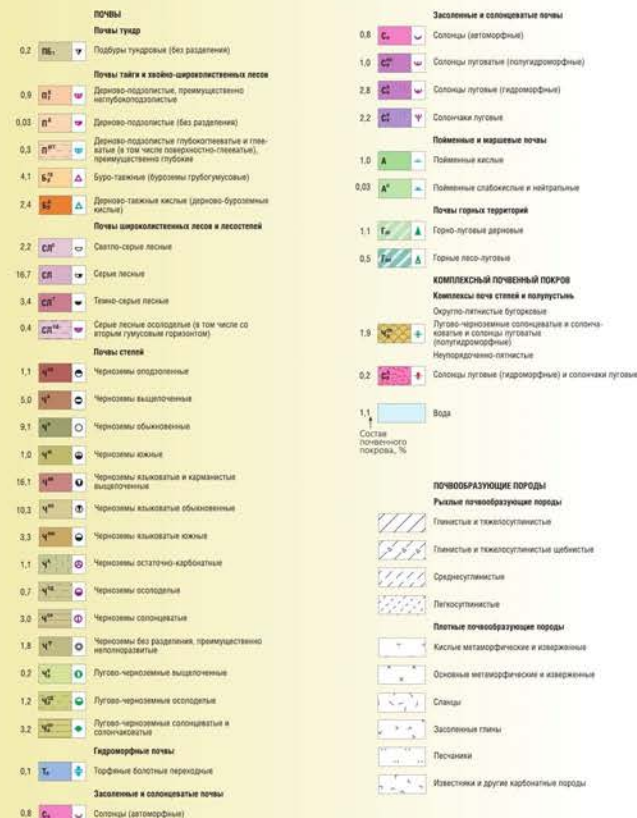 ПОЧВЫ
Почвы тундр
0,2 Подбуры тундровые (без разделения)
Почвы тайги и хвойно-широколиственных лесов
0,9 Дерново-подзолистые, преимущественно
неглубокоподзолистые
0,03 Дерново-подзолистые (без разделения)
0,3 Дерново-подзолистые глубокоглееватые и глее-
ватые (в том числе поверхностно-глееватые),
преимущественно глубокие
4,1 Буро-таежные (буроземы грубогумусовые)
2,4 Дерново-таежные кислые (дерново-буроземные
кислые)
Почвы широколиственных лесов и лесостепей
2,2 Светло-серые лесные
16,7 СЛ Серые лесные
3,4 Темно-серые лесные
0,4 Серые лесные осолоделые (в том числе со
вторым гумусовым горизонтом)
Почвы степей
1,1 Черноземы оподзоленные
5,0 Черноземы выщелоченные
9,1 Черноземы обыкновенные
1,0 Черноземы южные
16,1 Черноземы языковатые и карманистые
выщелоченные
10,3 Черноземы языковатые обыкновенные
3,3 Черноземы языковатые южные
1,1 Черноземы остаточно-карбонатные
0,7 Черноземы осолоделые
3,0 Черноземы солонцеватые
1,8 Черноземы без разделения, преимущественно
неполноразвитые
0,2 Лугово-черноземные выщелоченные
1,2 Лугово-черноземные осолоделые
3,2 Лугово-черноземные солонцеватые и
солончаковатые
Гидроморфные почвы
0,1 Торфяные болотные переходные
Засоленные и солонцеватые почвы
0,8 Солонцы (автоморфные)
Засоленные и солонцеватые почвы
0,8 Солонцы (автоморфные)
1,0 Солонцы луговатые (полугидроморфные)
2,8 Солонцы луговые (гидроморфные)
2,2 Солончаки луговые
Пойменные и маршевые почвы
1,0 А Пойменные кислые
0,03 Пойменные слабокислые и нейтральные
Почвы горных территорий
1,1 Горно-луговые дерновые
0,5 Горные лесо-луговые
КОМПЛЕКСНЫЙ ПОЧВЕННЫЙ ПОКРОВ
Комплексы почв степей и полупустынь
Округло-пятнистые бугорковые
1,9 Лугово-черноземные солонцеватые и солонча-
коватые и солонцы луговатые
(полугидроморфные)
Неупорядоченно-пятнистые
0,2 Солонцы луговые (гидроморфные) и солончаки луговые
1,1 Вода
Состав
почвенного
покрова, %
ПОЧВООБРАЗУЮЩИЕ ПОРОДЫ
Рыхлые почвообразующие породы
Глинистые и тяжелосуглинистые
Глинистые и тяжелосуглинистые щебнистые
Среднесуглинистые
Легкосуглинистые
Плотные почвообразующие породы
Кислые метаморфические и изверженные
Основные метаморфические и изверженные
Сланцы
Засоленные глины
Песчаники
Известняки и другие карбонатные породы